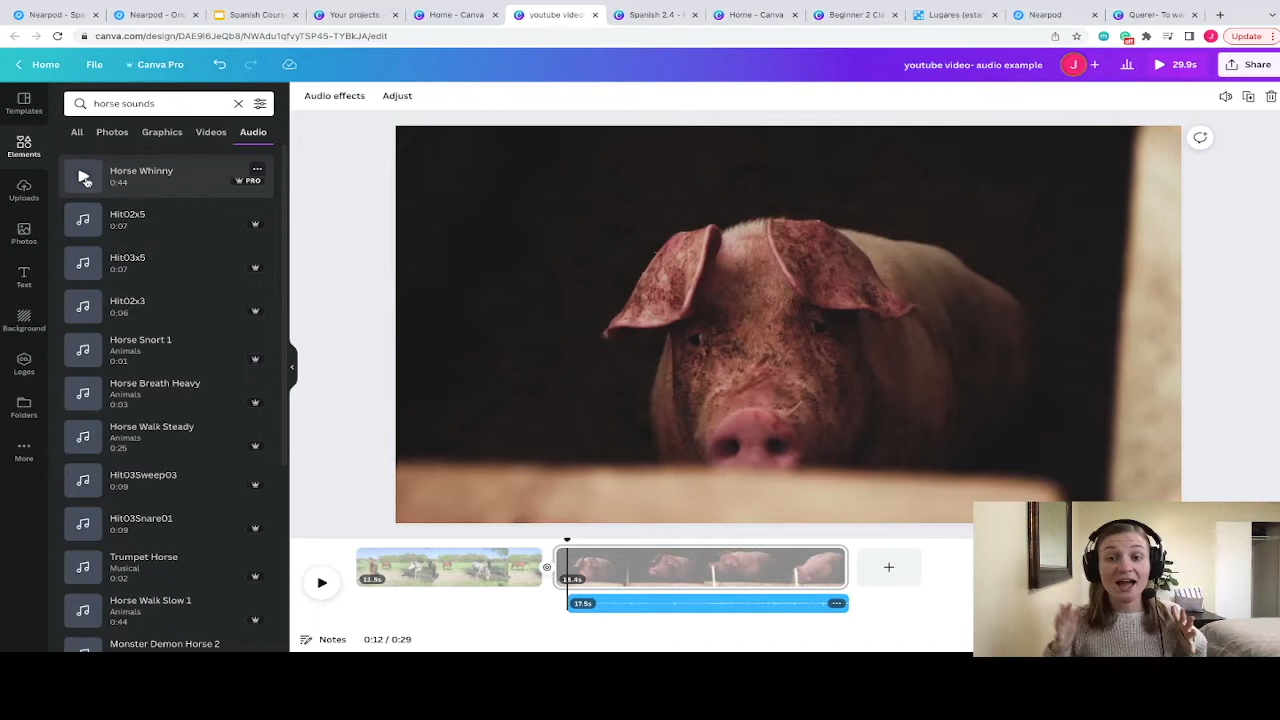 Nearpod - Spa
Nearpod - Ong
Spanish Cours
Your projects -
Home - Canva
youtube video-
Spanish 2.4 - F
Home - Canva
Beginner 2 Cla
Lugares (estar
Nearpod
Querer- To wa
canva.com/design/DAE9I6JeQb8/NWAdu1qfvyTSP45-TYBkJA/edit
J
Update
Home
File
Canva Pro
youtube video- audio example
J
29.9s
Share
Templates
Elements
Uploads
Photos
Text
Background
Logos
Folders
More
horse sounds
All
Photos
Graphics
Videos
Audio
Horse Whinny
0:44
PRO
Hit02x5
0:07
Hit03x5
0:07
Hit02x3
0:06
Horse Snort 1
Animals
0:01
Horse Breath Heavy
Animals
0:03
Horse Walk Steady
Animals
0:25
Hit03Sweep03
0:09
Hit03Snare01
0:09
Trumpet Horse
Musical
0:02
Horse Walk Slow 1
Animals
0:44
Monster Demon Horse 2
Audio effects
Adjust
11.5s
18.4s
17.5s
Notes
0:12 / 0:29